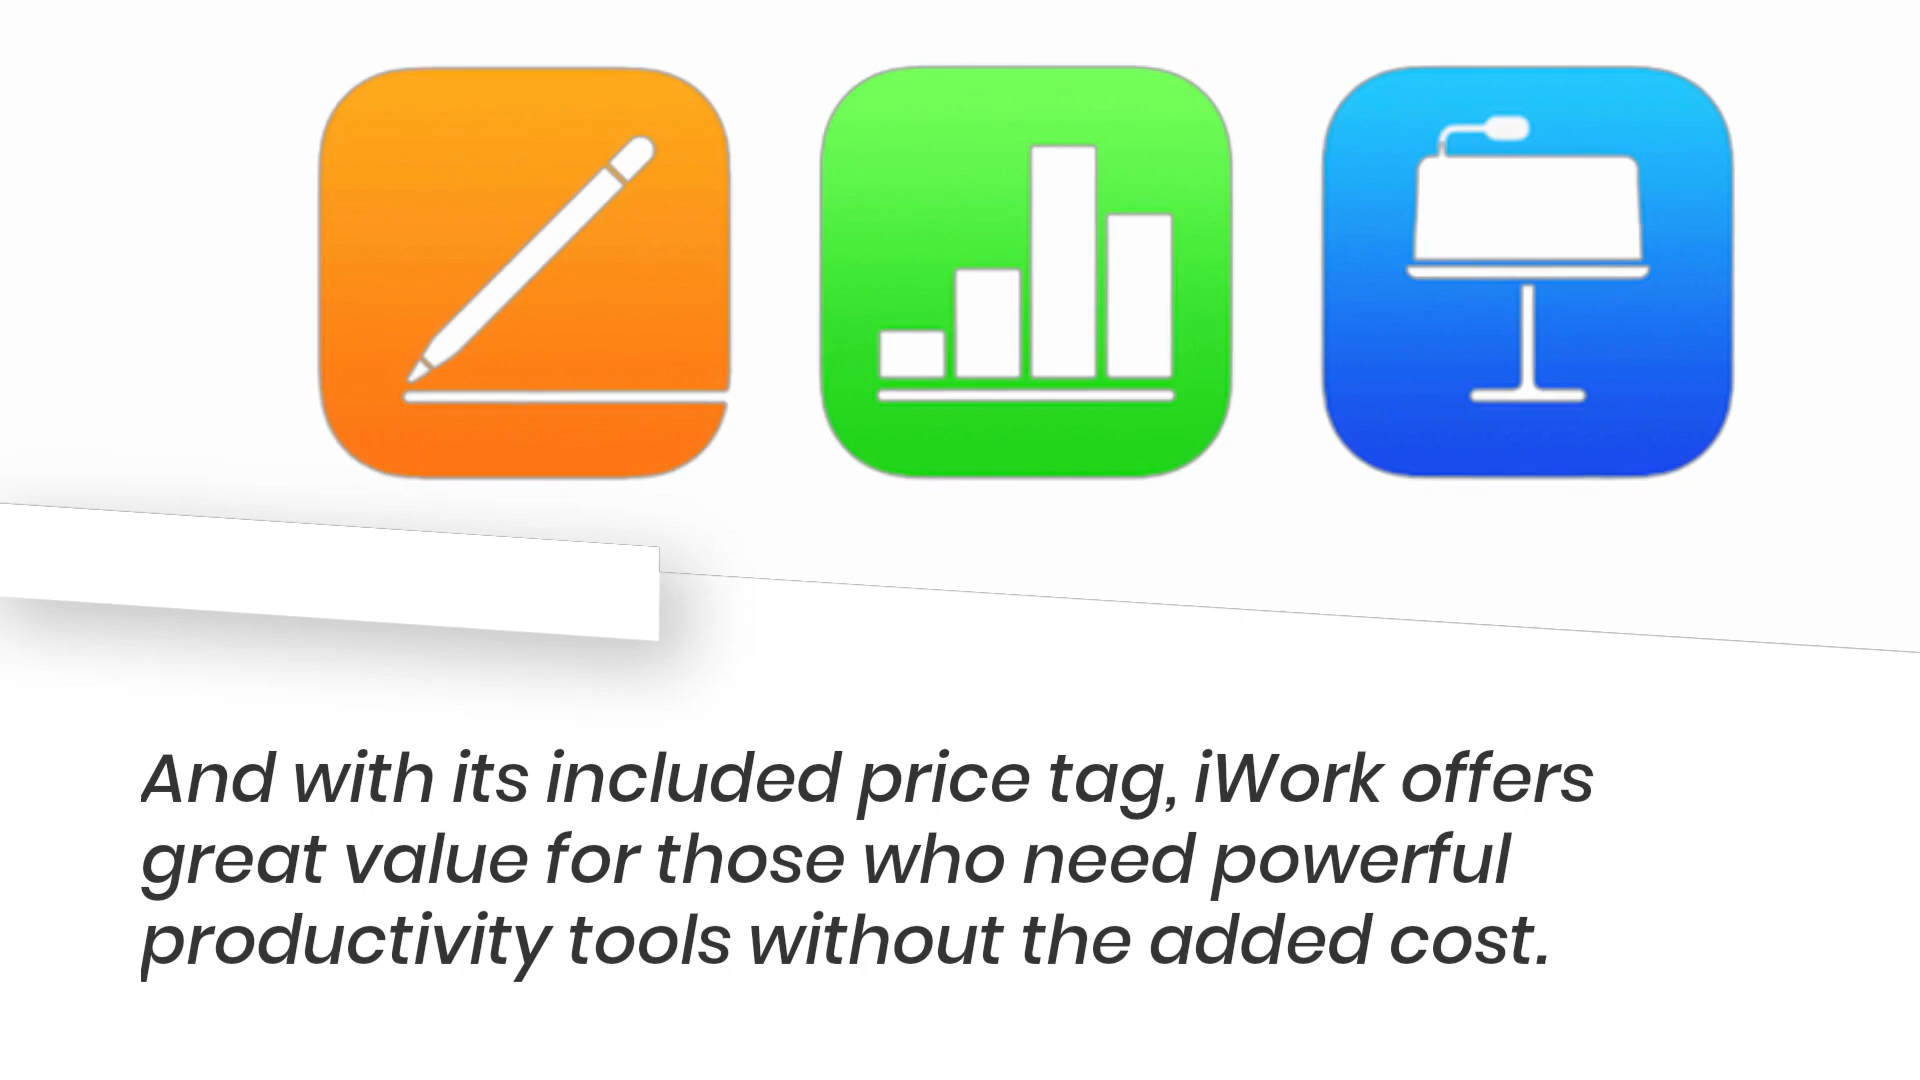 And with its included price tag, iWork offers
great value for those who need powerful
productivity tools without the added cost.